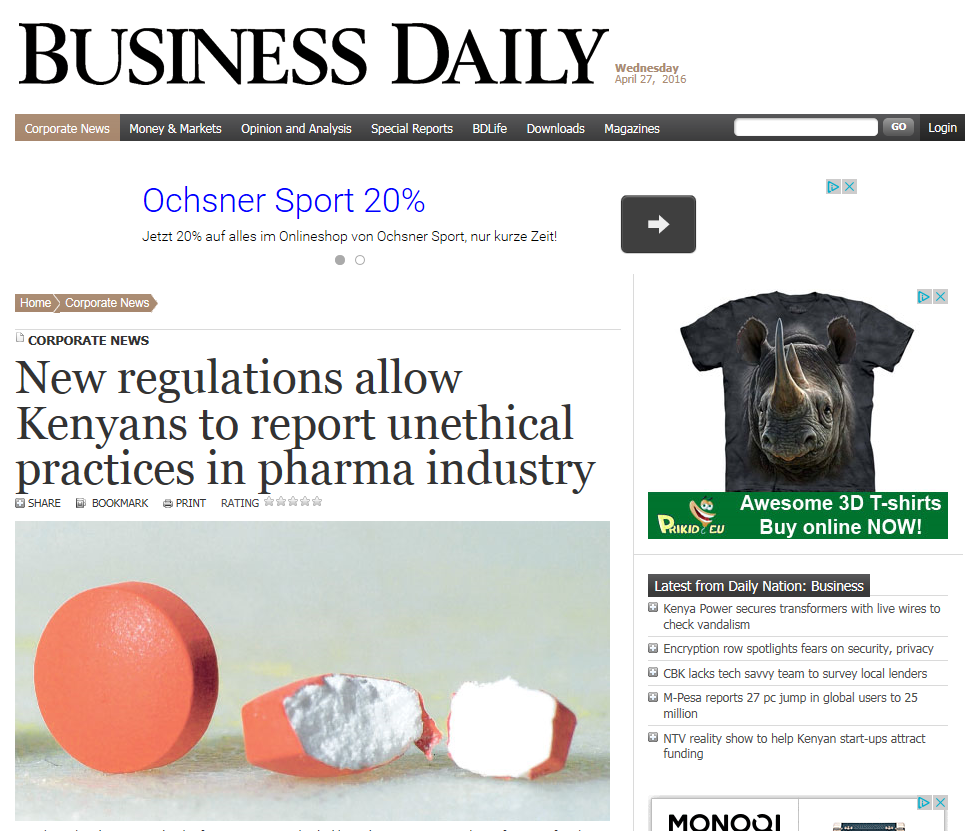 BUSINESS DAILY
Wednesday
April 27, 2016
Corporate News Money & Markets Opinion and Analysis Special Reports BDLife Downloads Magazines GO Login
Ochsner Sport 20%
Jetzt 20% auf alles im Onlineshop von Ochsner Sport, nur kurze Zeit!
Home Corporate News
CORPORATE NEWS
New regulations allow
Kenyans to report unethical
practices in pharma industry
SHARE BOOKMARK PRINT RATING
PRIKID.EU
Awesome 3D T-shirts
Buy online NOW!
Latest from Daily Nation: Business
Kenya Power secures transformers with live wires to
check vandalism
Encryption row spotlights fears on security, privacy
CBK lacks tech savvy team to survey local lenders
M-Pesa reports 27 pc jump in global users to 25
million
NTV reality show to help Kenyan start-ups attract
funding
MONOQI